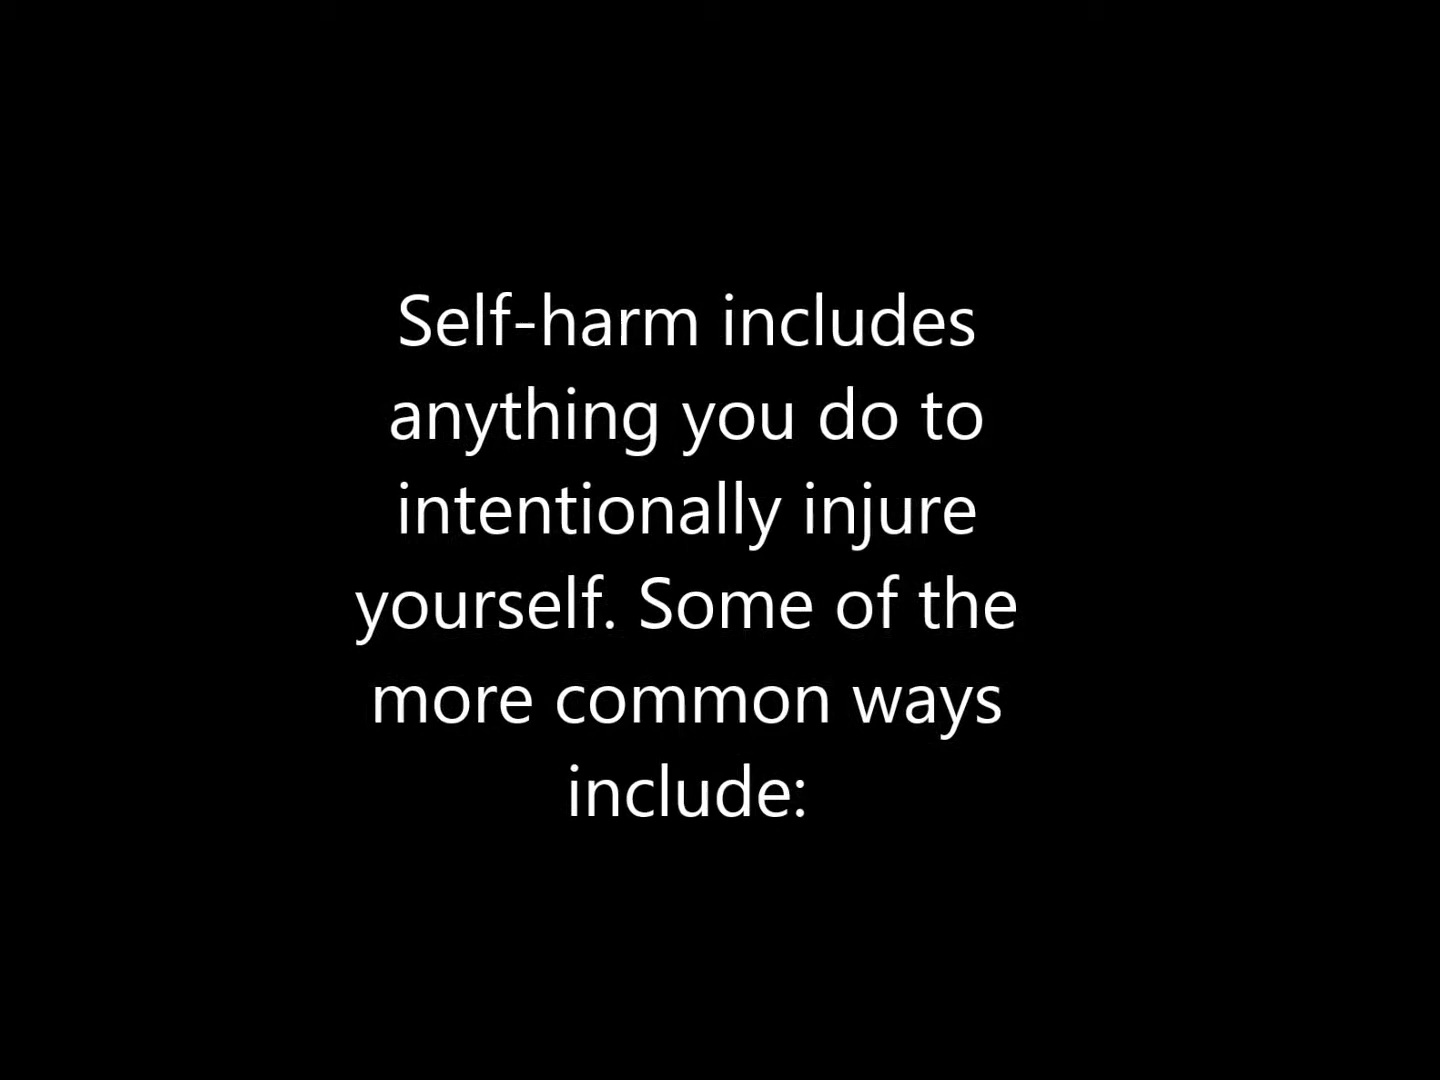 Self-harm includes
anything you do to
intentionally injure
yourself. Some of the
more common ways
include: